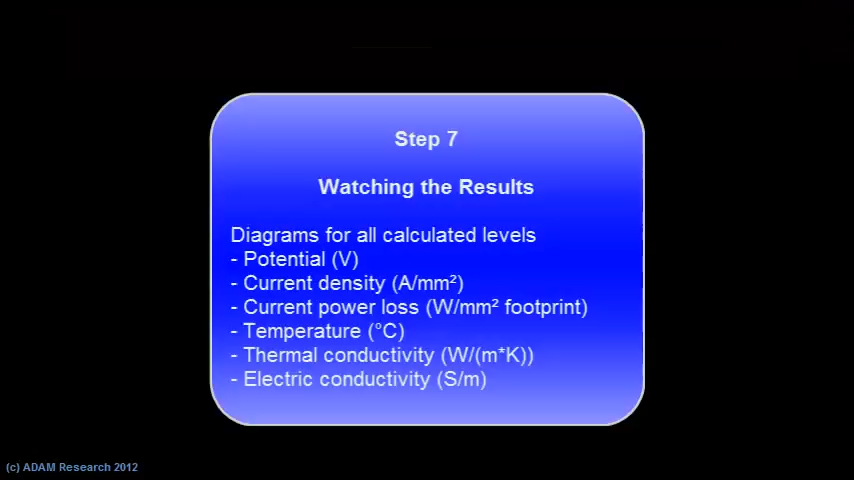 Step 7
Watching the Results
Diagrams for all calculated levels
- Potential (V)
- Current density (A/mm²)
- Current power loss (W/mm² footprint)
- Temperature (°C)
- Thermal conductivity (W/(m*K))
- Electric conductivity (S/m)
(c) ADAM Research 2012